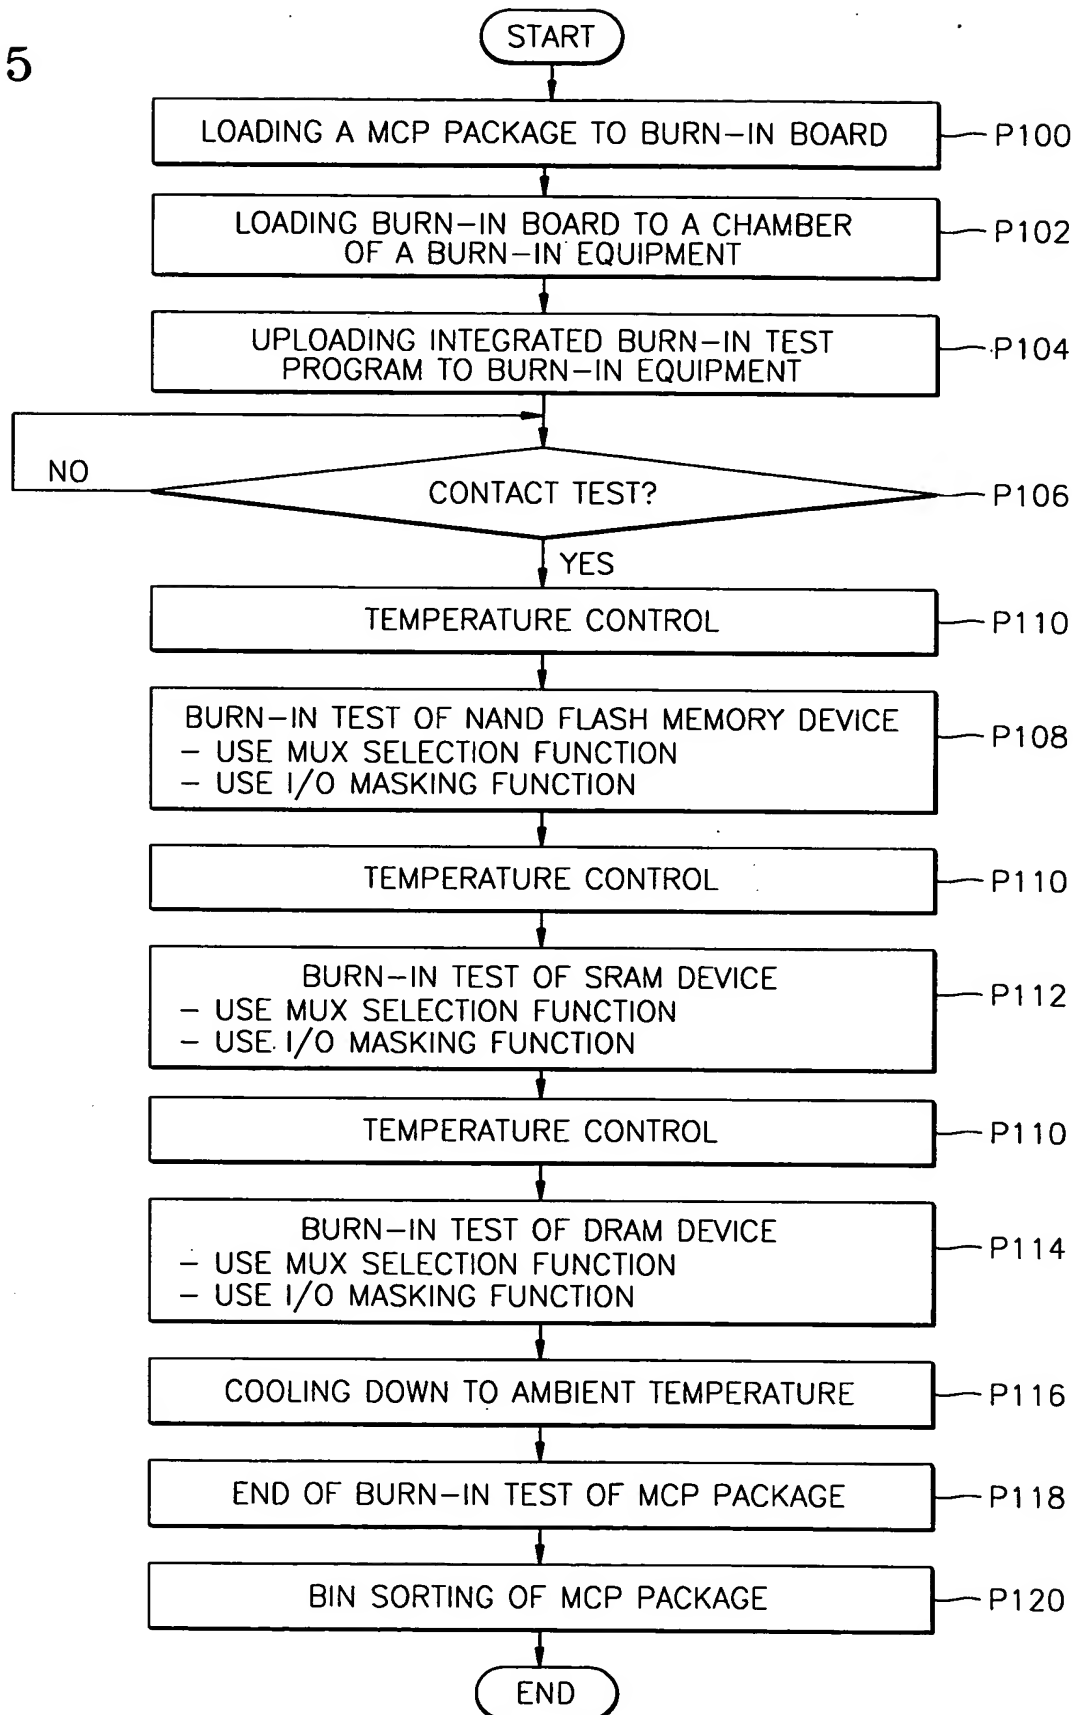 5
START
LOADING A MCP PACKAGE TO BURN-IN BOARD
P100
LOADING BURN-IN BOARD TO A CHAMBER
OF A BURN-IN EQUIPMENT
P102
UPLOADING INTEGRATED BURN-IN TEST
PROGRAM TO BURN-IN EQUIPMENT
P104
NO
CONTACT TEST?
P106
YES
TEMPERATURE CONTROL
P110
BURN-IN TEST OF NAND FLASH MEMORY DEVICE
- USE MUX SELECTION FUNCTION
- USE I/O MASKING FUNCTION
P108
TEMPERATURE CONTROL
P110
BURN-IN TEST OF SRAM DEVICE
- USE MUX SELECTION FUNCTION
- USE I/O MASKING FUNCTION
P112
TEMPERATURE CONTROL
P110
BURN-IN TEST OF DRAM DEVICE
- USE MUX SELECTION FUNCTION
- USE I/O MASKING FUNCTION
P114
COOLING DOWN TO AMBIENT TEMPERATURE
P116
END OF BURN-IN TEST OF MCP PACKAGE
P118
BIN SORTING OF MCP PACKAGE
P120
END